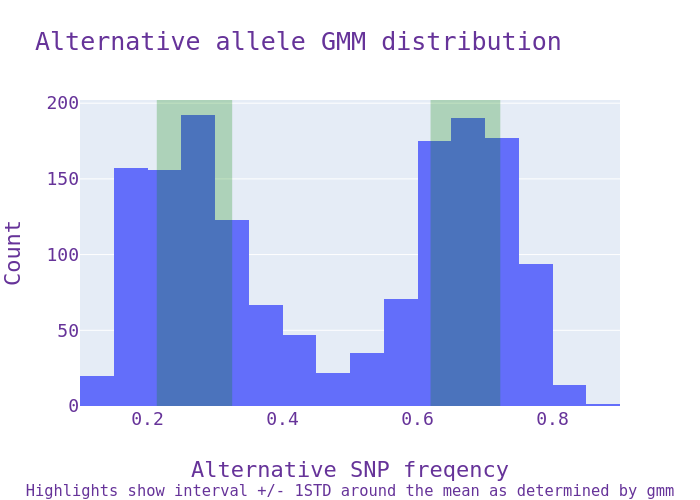 Alternative allele GMM distribution
200
150
100
50
0
Count
0.2 0.4 0.6 0.8
Alternative SNP freqency
Highlights show interval +/- 1STD around the mean as determined by gmm